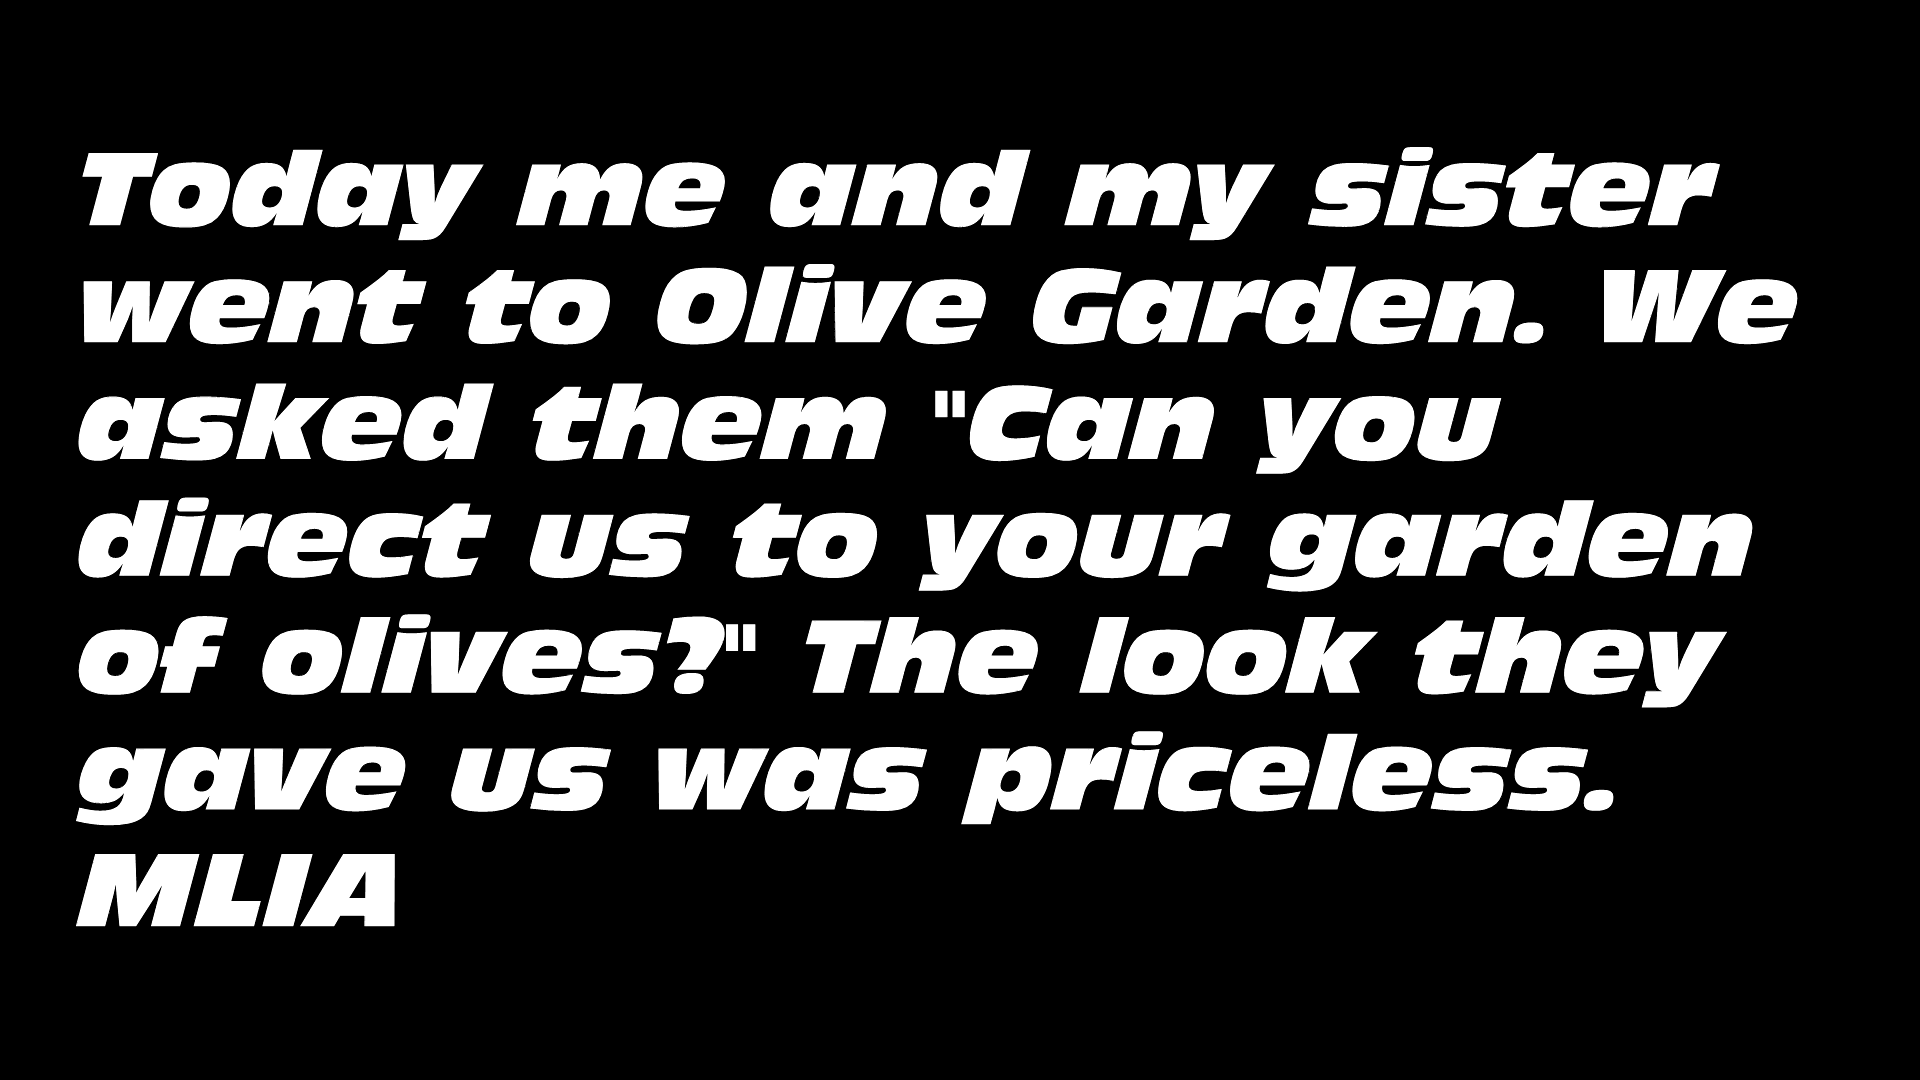 Today me and my sister
went to Olive Garden. We
asked them "Can you
direct us to your garden
of olives?" The look they
gave us was priceless.
MLIA